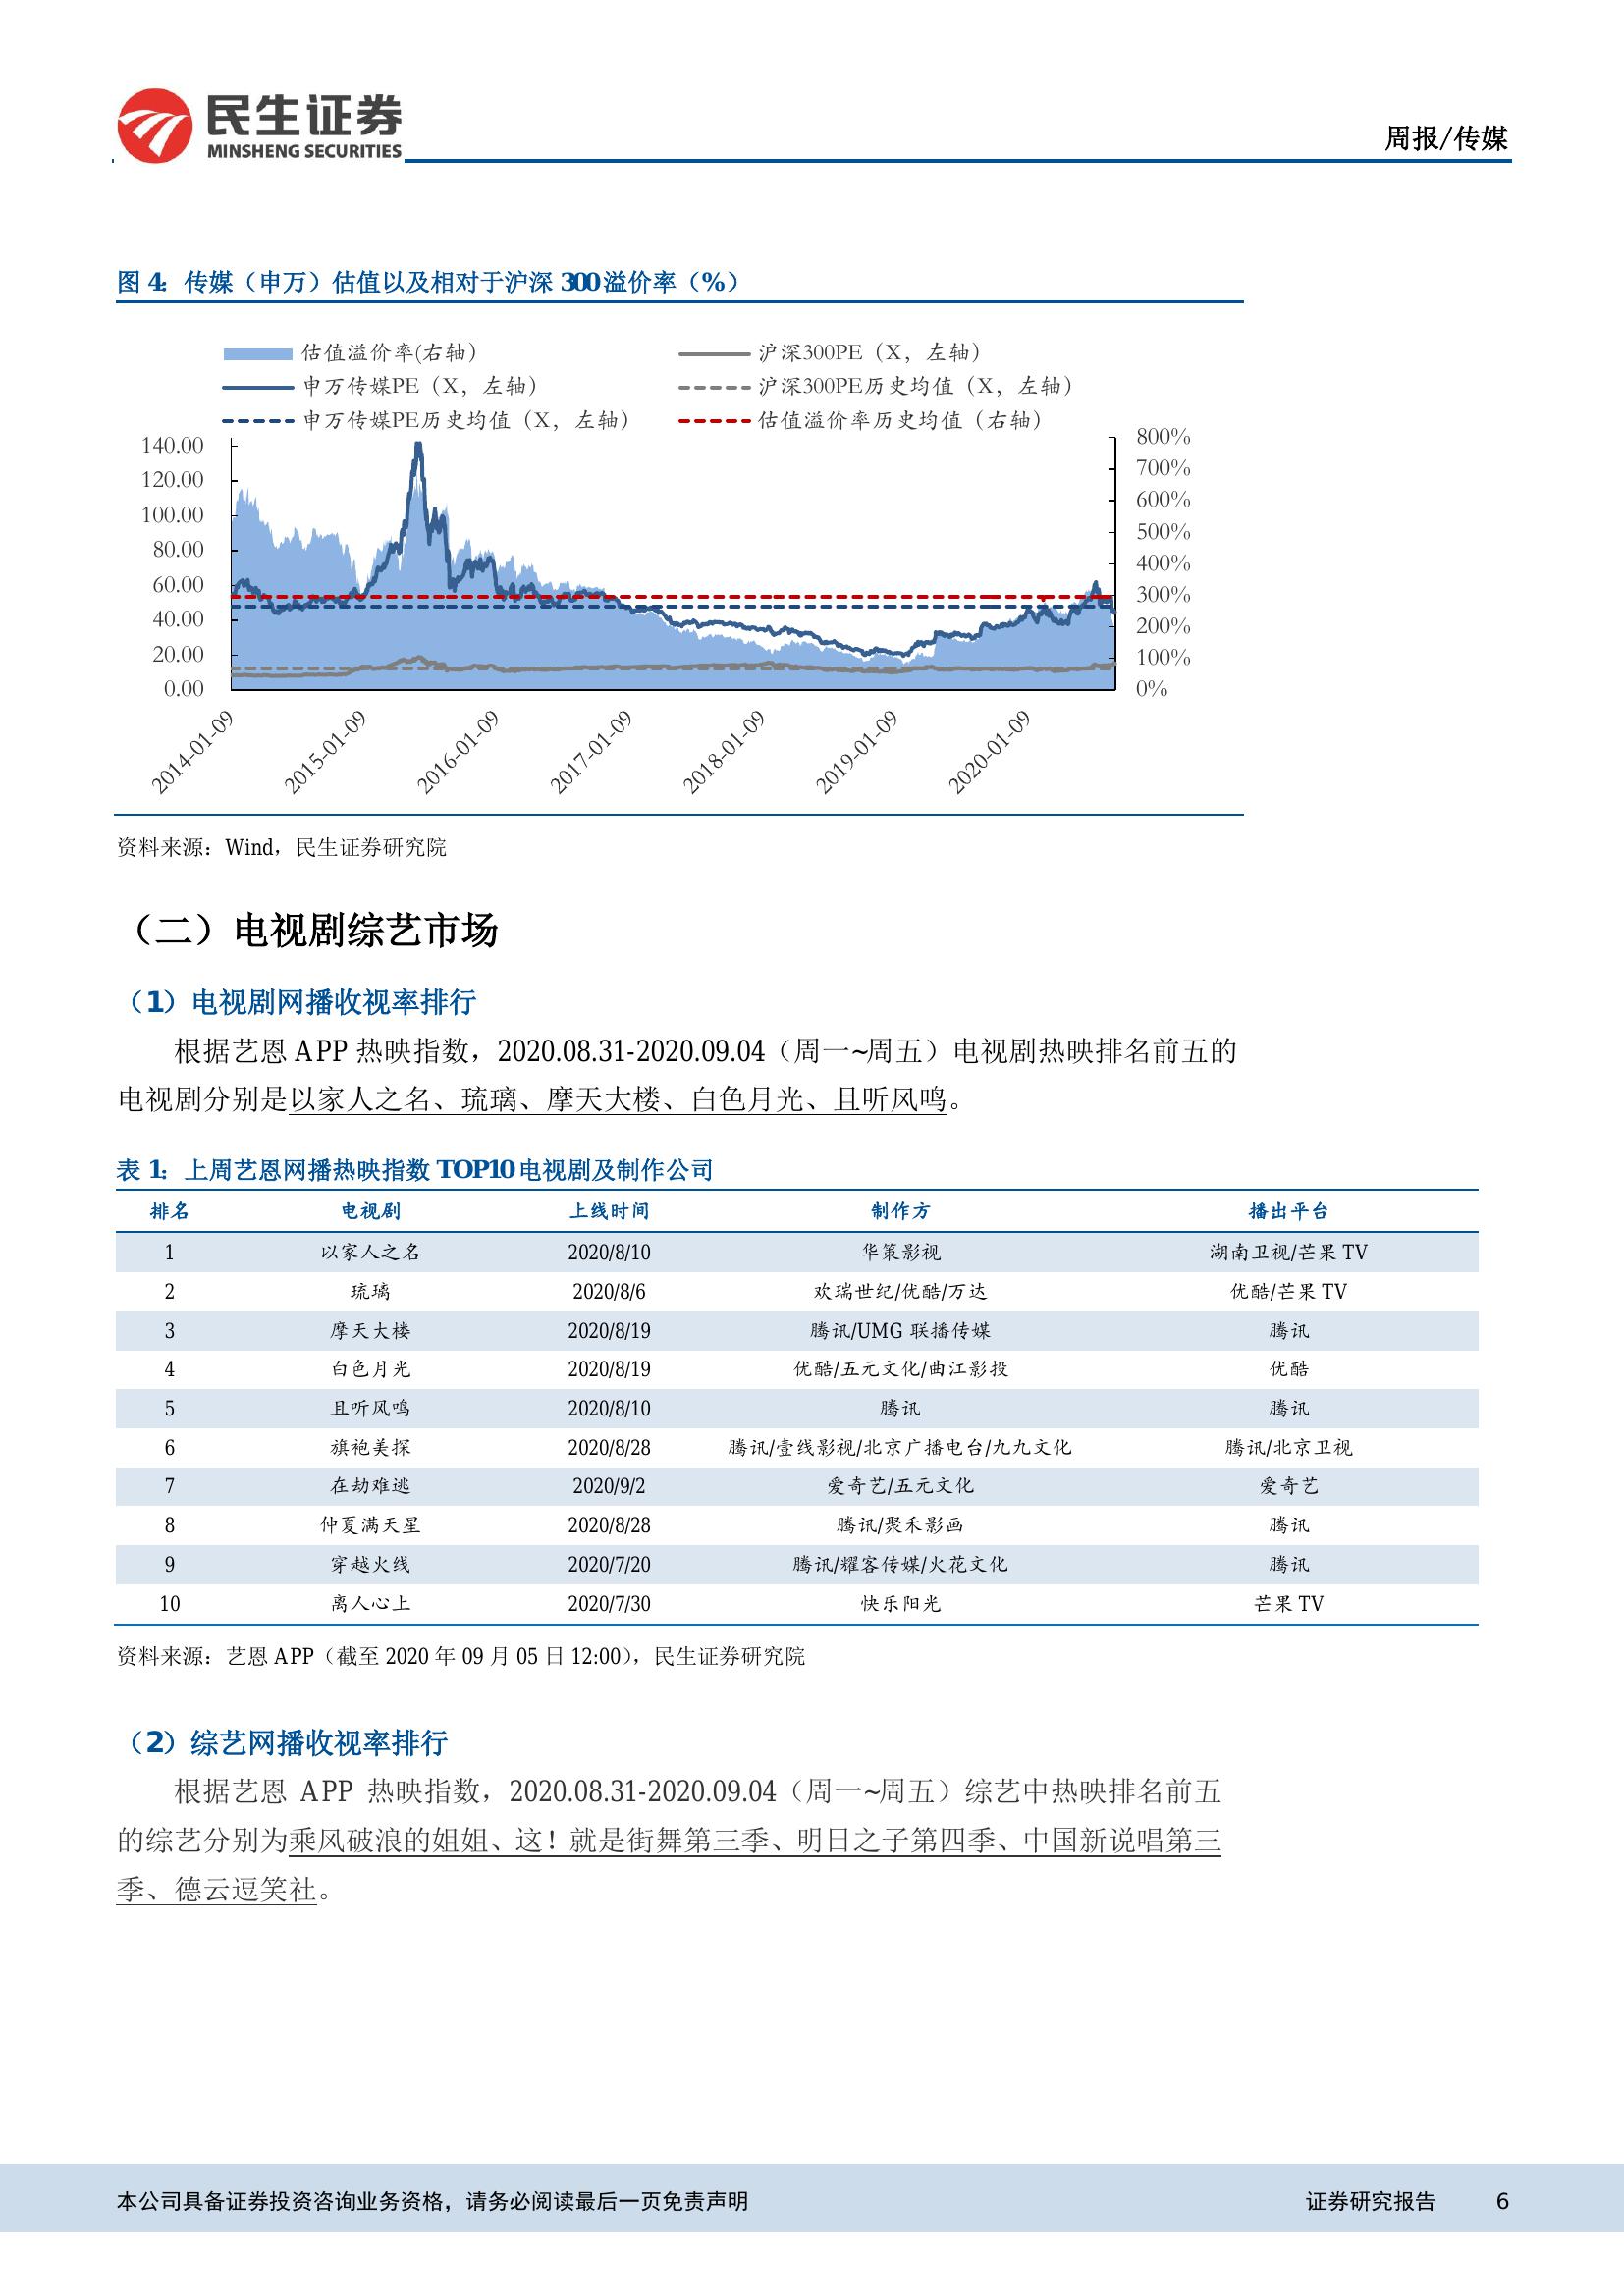 民生证券
MINSHENG SECURITIES
周报/传媒
图 4：传媒（申万）估值以及相对于沪深 300 溢价率（%）
估值溢价率(右轴)
沪深300PE（X，左轴）
申万传媒PE（X，左轴）
沪深300PE历史均值（X，左轴）
申万传媒PE历史均值（X，左轴）
估值溢价率历史均值（右轴）
140.00
120.00
100.00
80.00
60.00
40.00
20.00
0.00
800%
700%
600%
500%
400%
300%
200%
100%
0%
2014-01-09
2015-01-09
2016-01-09
2017-01-09
2018-01-09
2019-01-09
2020-01-09
资料来源：Wind，民生证券研究院
（二）电视剧综艺市场
（1）电视剧网播收视率排行
根据艺恩 APP 热映指数，2020.08.31-2020.09.04（周一~周五）电视剧热映排名前五的
电视剧分别是以家人之名、琉璃、摩天大楼、白色月光、且听风鸣。
表 1：上周艺恩网播热映指数 TOP10 电视剧及制作公司
排名 电视剧 上线时间 制作方 播出平台
1 以家人之名 2020/8/10 华策影视 湖南卫视/芒果 TV
2 琉璃 2020/8/6 欢瑞世纪/优酷/万达 优酷/芒果 TV
3 摩天大楼 2020/8/19 腾讯/UMG 联播传媒 腾讯
4 白色月光 2020/8/19 优酷/五元文化/曲江影投 优酷
5 且听风鸣 2020/8/10 腾讯 腾讯
6 旗袍美探 2020/8/28 腾讯/壹线影视/北京广播电台/九九文化 腾讯/北京卫视
7 在劫难逃 2020/9/2 爱奇艺/五元文化 爱奇艺
8 仲夏满天星 2020/8/28 腾讯/聚禾影画 腾讯
9 穿越火线 2020/7/20 腾讯/耀客传媒/火花文化 腾讯
10 离人心上 2020/7/30 快乐阳光 芒果 TV
资料来源：艺恩 APP（截至 2020 年 09 月 05 日 12:00），民生证券研究院
（2）综艺网播收视率排行
根据艺恩 APP 热映指数，2020.08.31-2020.09.04（周一~周五）综艺中热映排名前五
的综艺分别为乘风破浪的姐姐、这！就是街舞第三季、明日之子第四季、中国新说唱第三
季、德云逗笑社。
本公司具备证券投资咨询业务资格，请务必阅读最后一页免责声明
证券研究报告 6